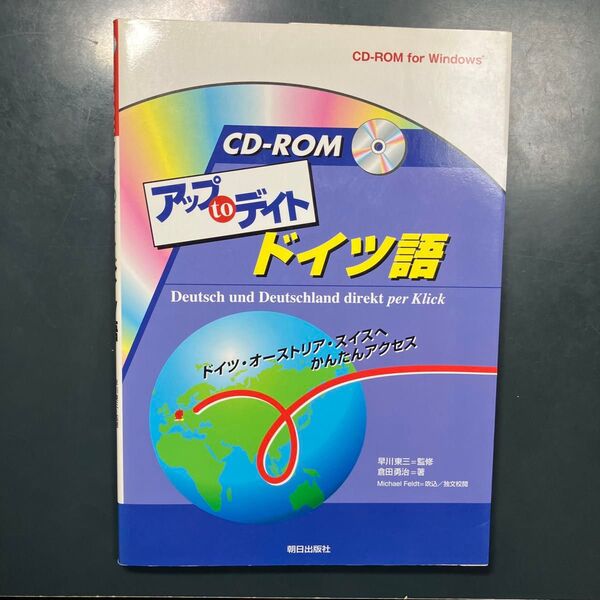 CD-ROM for Windows®
CD-ROM
アップtoデイト
ドイツ語
Deutsch und Deutschland direkt per Klick
ドイツ・オーストリア・スイスへ
かんたんアクセス
早川東三=監修
倉田勇治=著
Michael Feldt=吹込/独文校閲
朝日出版社